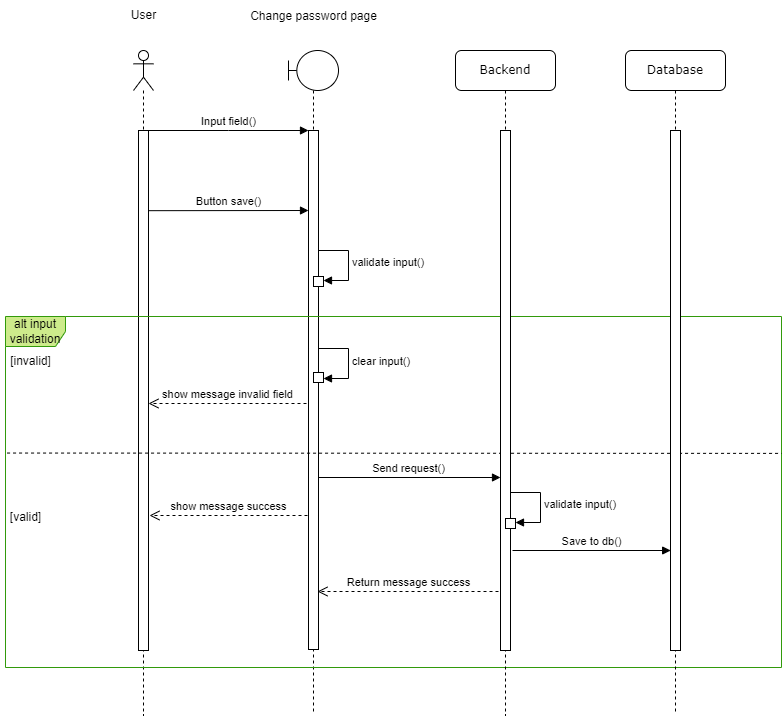 User
Change password page
Backend
Database
Input field()
Button save()
validate input()
alt input
validation
[invalid]
clear input()
show message invalid field
Send request()
show message success
validate input()
[valid]
Save to db()
Return message success